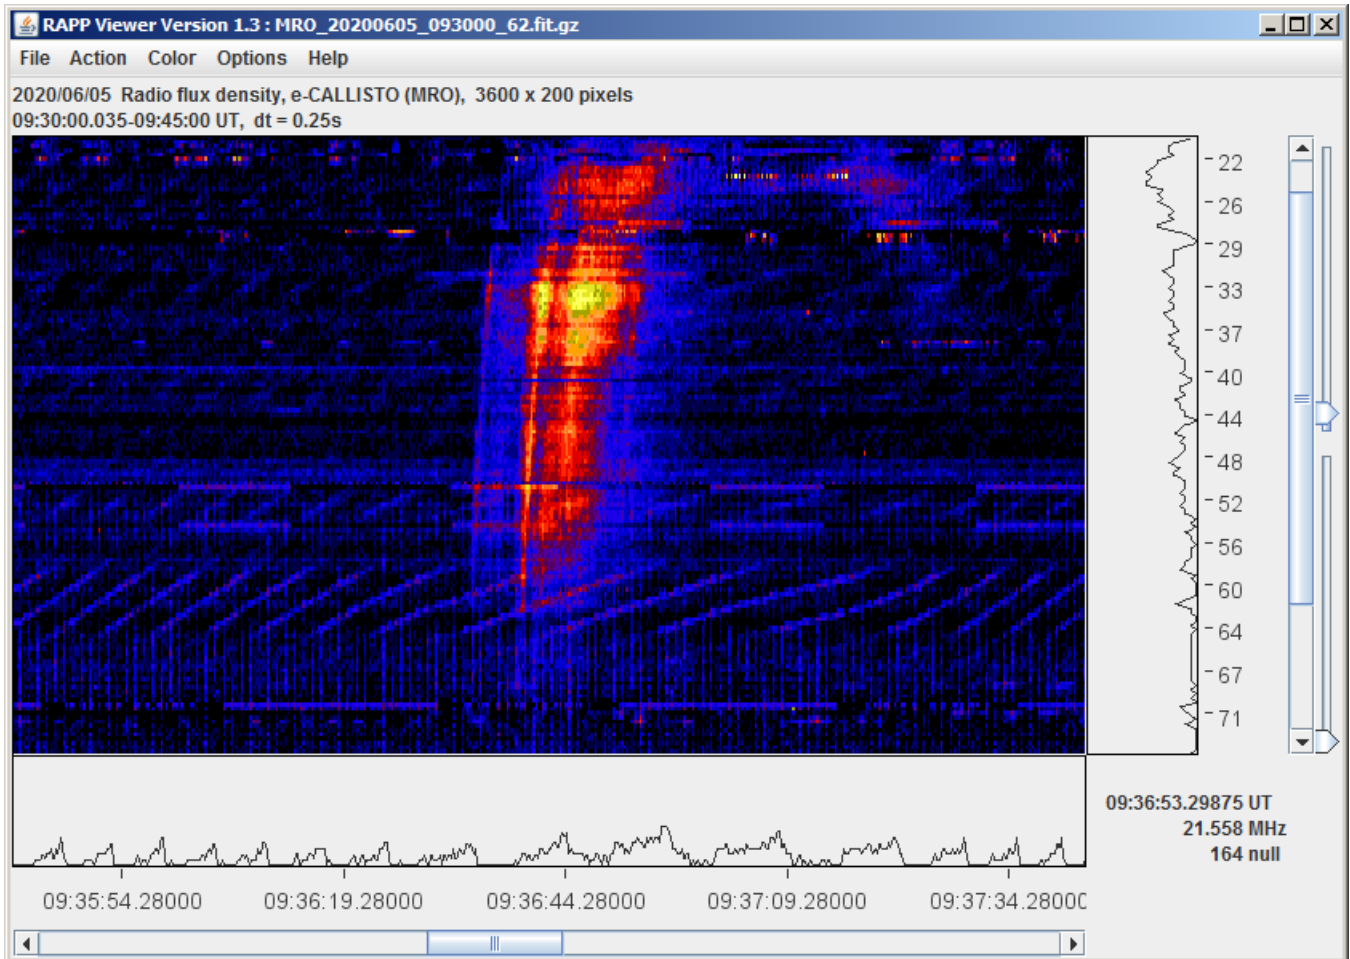 RAPP Viewer Version 1.3 : MRO_20200605_093000_62.fit.gz
File Action Color Options Help
2020/06/05 Radio flux density, e-CALLISTO (MRO), 3600 x 200 pixels
09:30:00.035-09:45:00 UT, dt = 0.25s
22
26
29
33
37
40
44
48
52
56
60
64
67
71
09:36:53.29875 UT
21.558 MHz
164 null
09:35:54.28000 09:36:19.28000 09:36:44.28000 09:37:09.28000 09:37:34.28000